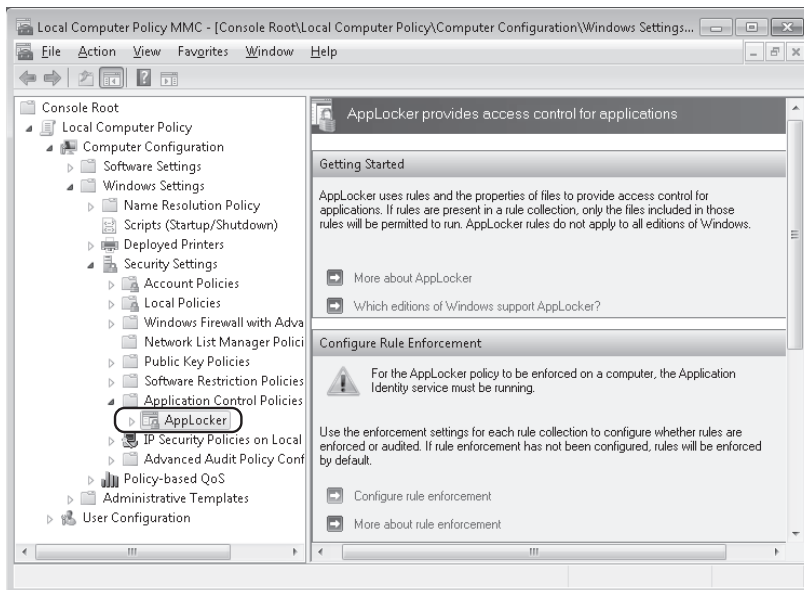 Local Computer Policy MMC - [Console Root\Local Computer Policy\Computer Configuration\Windows Settings...
File Action View Favorites Window Help
Console Root
Local Computer Policy
Computer Configuration
Software Settings
Windows Settings
Name Resolution Policy
Scripts (Startup/Shutdown)
Deployed Printers
Security Settings
Account Policies
Local Policies
Windows Firewall with Adva
Network List Manager Polici
Public Key Policies
Software Restriction Policies
Application Control Policies
AppLocker
IP Security Policies on Local
Advanced Audit Policy Conf
Policy-based QoS
Administrative Templates
User Configuration
AppLocker provides access control for applications
Getting Started
AppLocker uses rules and the properties of files to provide access control for
applications. If rules are present in a rule collection, only the files included in those
rules will be permitted to run. AppLocker rules do not apply to all editions of Windows.
More about AppLocker
Which editions of Windows support AppLocker?
Configure Rule Enforcement
For the AppLocker policy to be enforced on a computer, the Application
Identity service must be running.
Use the enforcement settings for each rule collection to configure whether rules are
enforced or audited. If rule enforcement has not been configured, rules will be enforced
by default.
Configure rule enforcement
More about rule enforcement